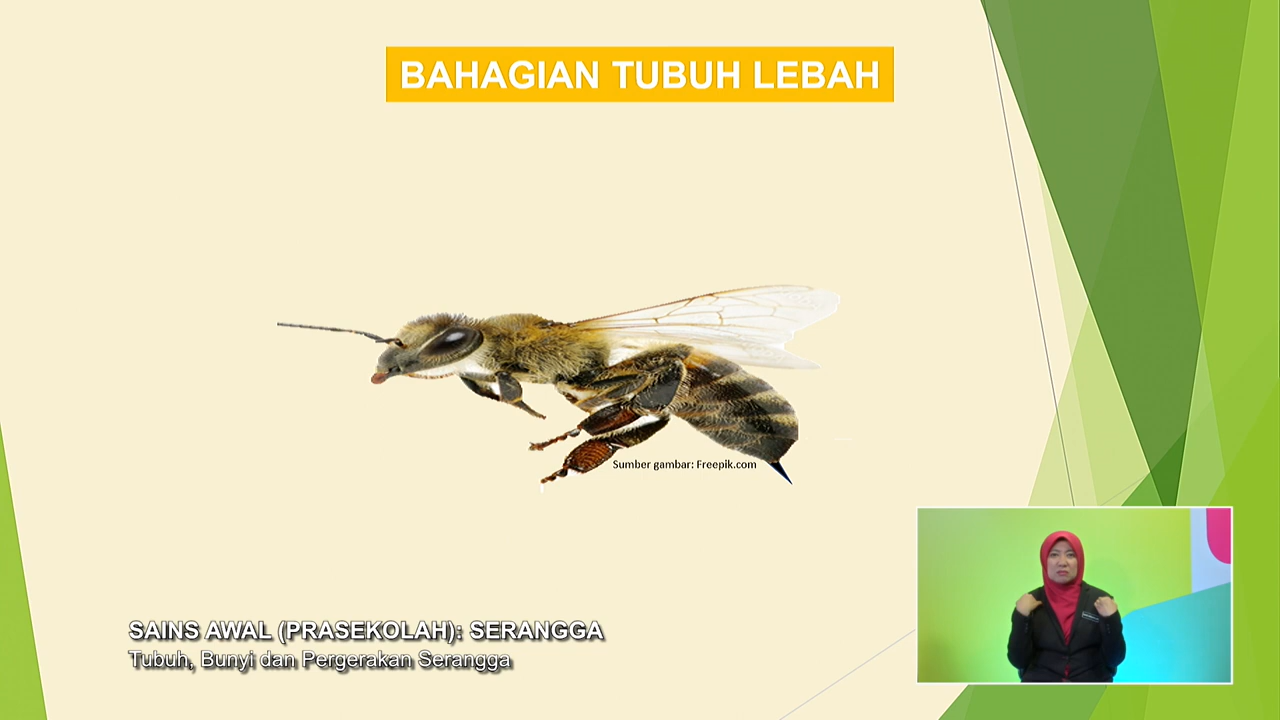 BAHAGIAN TUBUH LEBAH
Sumber gambar: Freepik.com
SAINS AWAL (PRASEKOLAH): SERANGGA
Tubuh, Bunyi dan Pergerakan Serangga